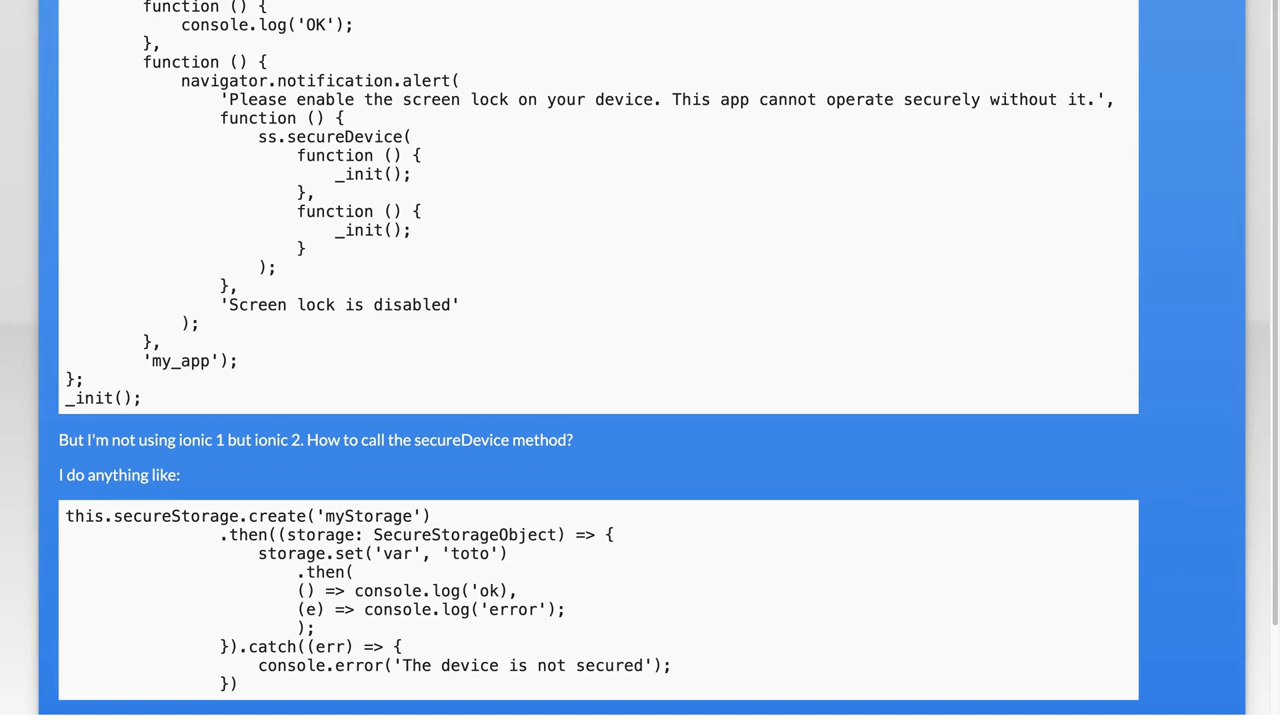 function () {
console.log('OK');
},
function () {
navigator.notification.alert(
'Please enable the screen lock on your device. This app cannot operate securely without it.',
function () {
ss.secureDevice(
function () {
_init();
},
function () {
_init();
}
);
},
'Screen lock is disabled'
);
},
'my_app');
};
_init();
But I'm not using ionic 1 but ionic 2. How to call the secureDevice method?
I do anything like:
this.secureStorage.create('myStorage')
.then((storage: SecureStorageObject) => {
storage.set('var', 'toto')
.then(
() => console.log('ok),
(e) => console.log('error');
);
}).catch((err) => {
console.error('The device is not secured');
})